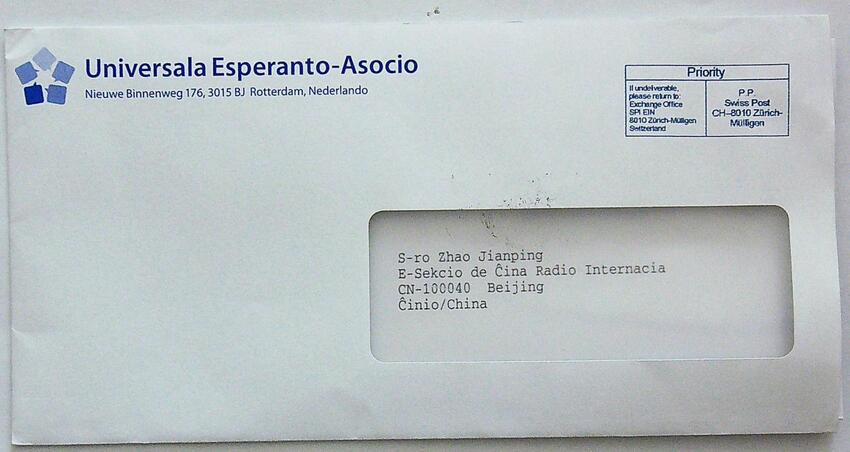 Universala Esperanto-Asocio
Nieuwe Binnenweg 176, 3015 BJ Rotterdam, Nederlando
Priority
If undeliverable,
please return to:
Exchange Office
SPI EIN
8010 Zürich-Mülligen
Switzerland
P.P.
Swiss Post
CH-8010 Zürich-
Mülligen
S-ro Zhao Jianping
E-Sekcio de Ĉina Radio Internacia
CN-100040 Beijing
Ĉinio/China